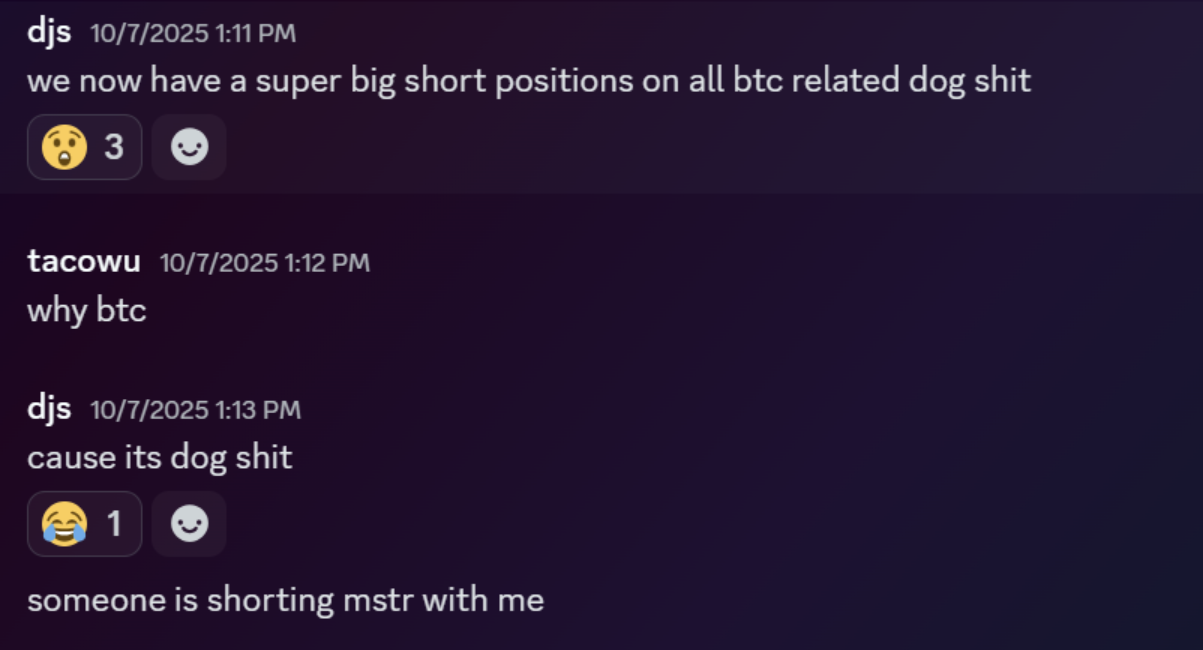 djs 10/7/2025 1:11 PM
we now have a super big short positions on all btc related dog shit
😲 3
tacowu 10/7/2025 1:12 PM
why btc
djs 10/7/2025 1:13 PM
cause its dog shit
😂 1
someone is shorting mstr with me